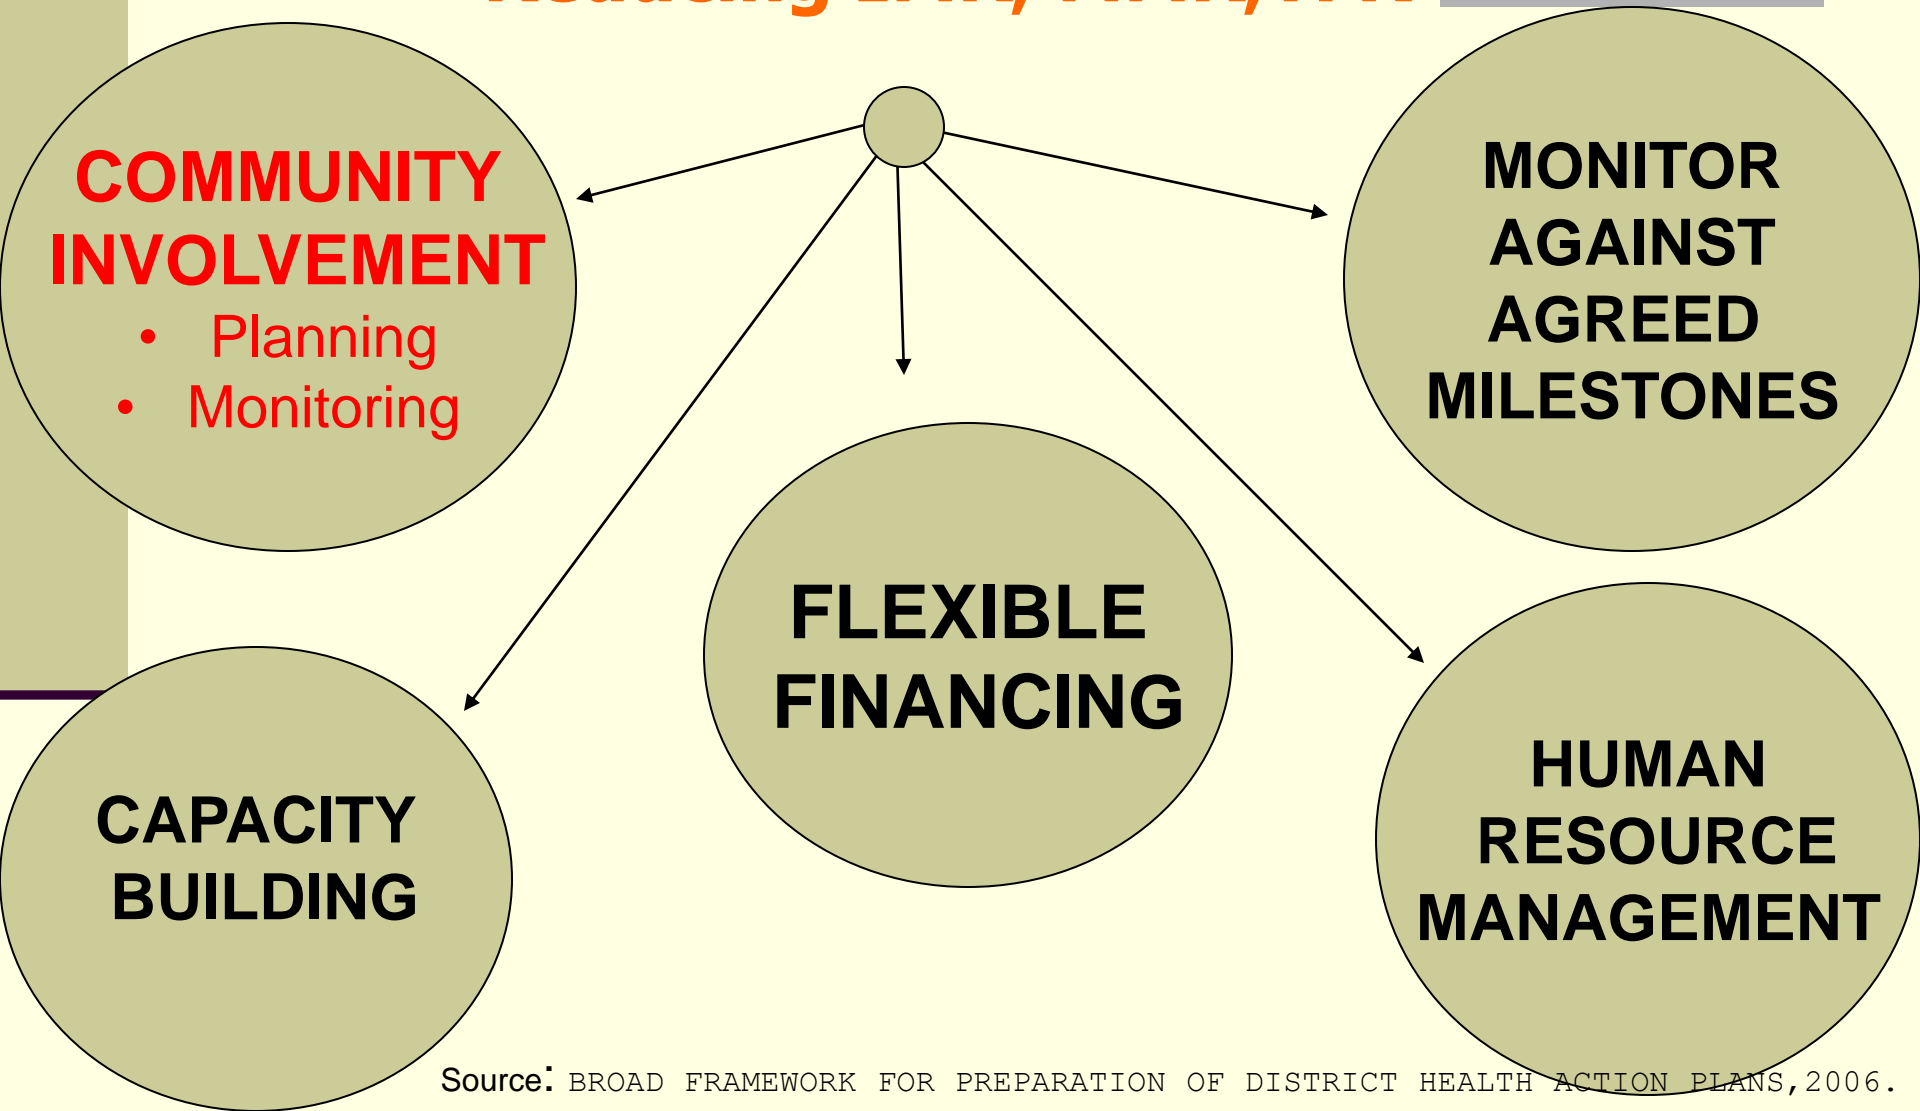 Reducing
COMMUNITY
INVOLVEMENT
• Planning
• Monitoring
MONITOR
AGAINST
AGREED
MILESTONES
FLEXIBLE
FINANCING
CAPACITY
BUILDING
HUMAN
RESOURCE
MANAGEMENT
Source: BROAD FRAMEWORK FOR PREPARATION OF DISTRICT HEALTH ACTION PLANS,2006.